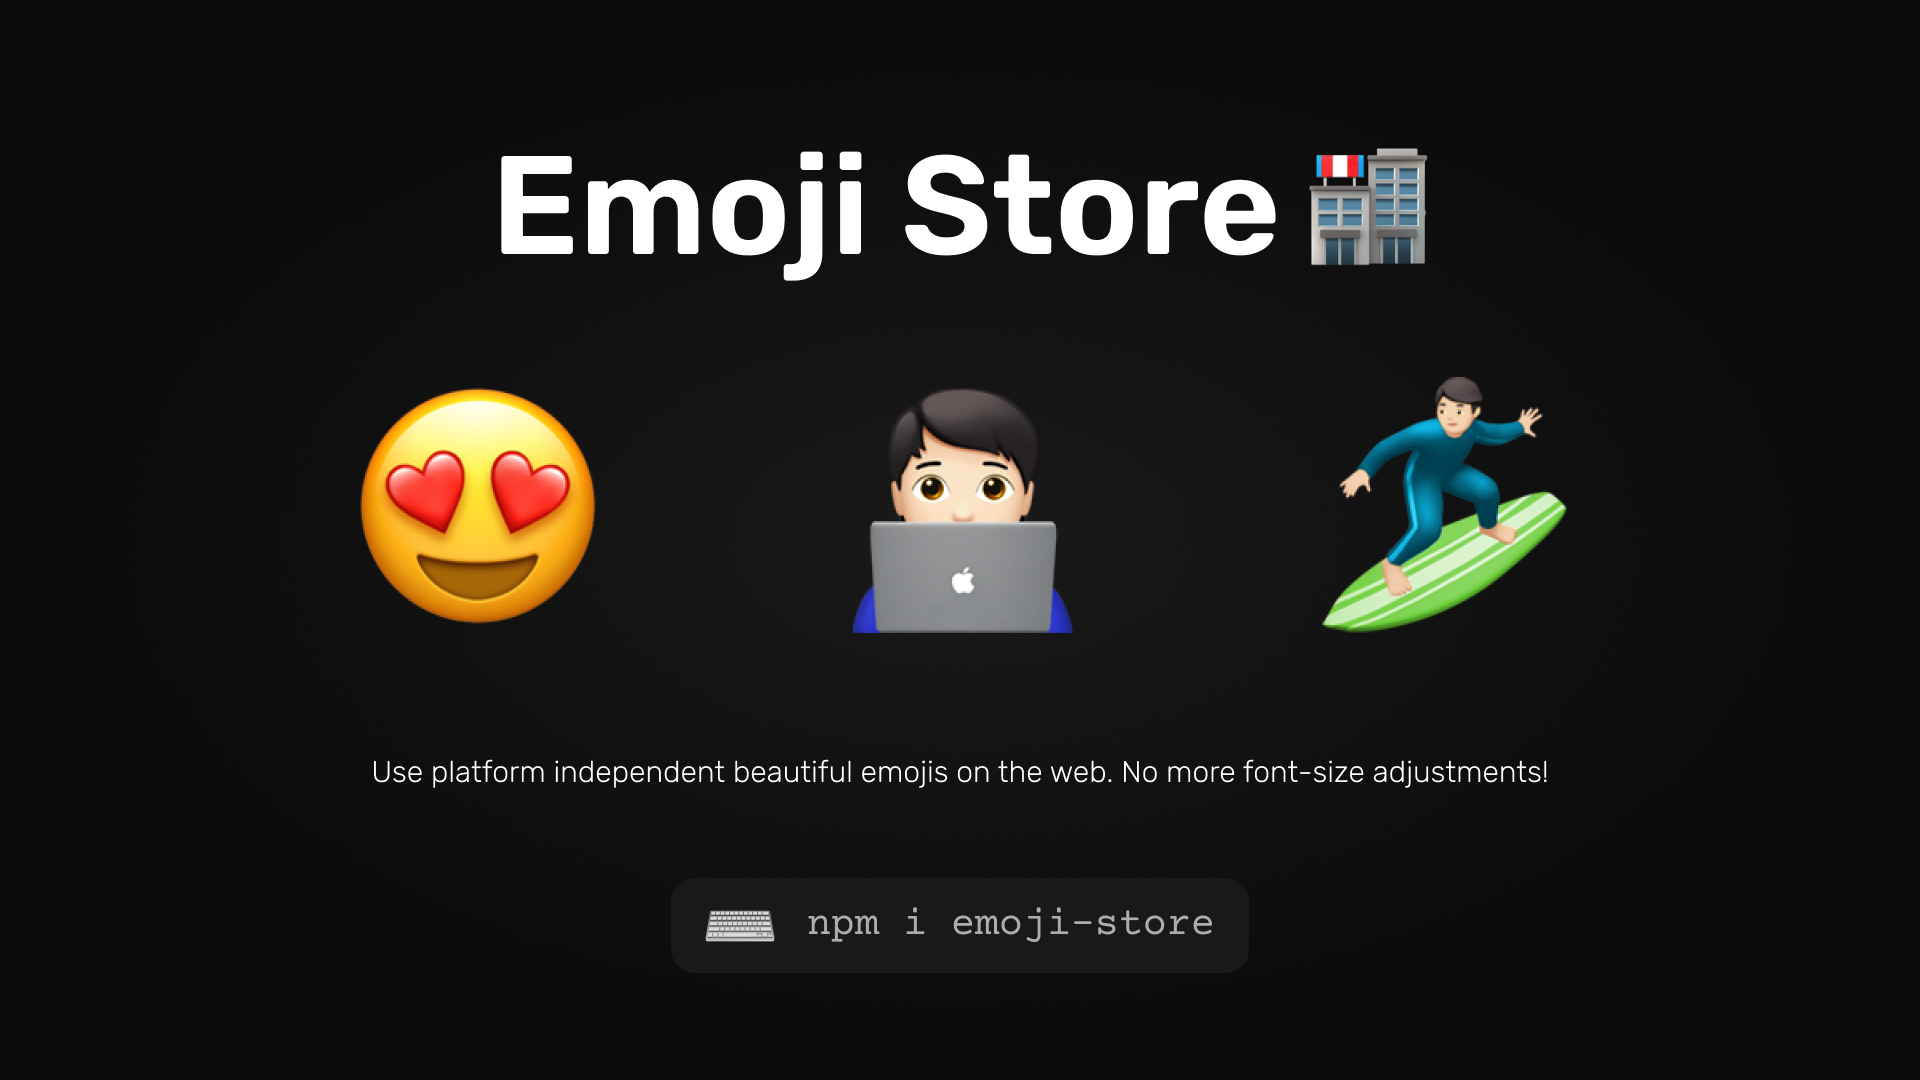 Emoji Store
Use platform independent beautiful emojis on the web. No more font-size adjustments!
npm i emoji-store